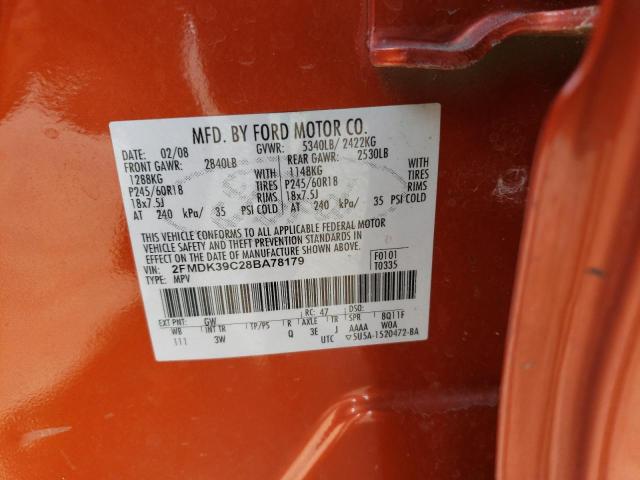 MFD. BY FORD MOTOR CO.
DATE: 02/08 GVWR: 5340LB/ 2422KG
FRONT GAWR: 2840LB REAR GAWR: 2530LB
1288KG WITH 1148KG WITH
P245/60R18 TIRES P245/60R18 TIRES
18x7.5J RIMS 18x7.5J RIMS
AT 240 kPa/ 35 PSI COLD AT 240 kPa/ 35 PSI COLD
THIS VEHICLE CONFORMS TO ALL APPLICABLE FEDERAL MOTOR
VEHICLE SAFETY AND THEFT PREVENTION STANDARDS IN
EFFECT ON THE DATE OF MANUFACTURE SHOWN ABOVE.
VIN: 2FMDK39C28BA78179 F0101
TYPE: MPV T0335
EXT PNT: GW RC: 47 DSO:
WB INT TR TP/PS R AXLE TR SPR 8Q11F
111 3W Q 3E J AAAA W0A
UTC 5U5A-1520472-BA